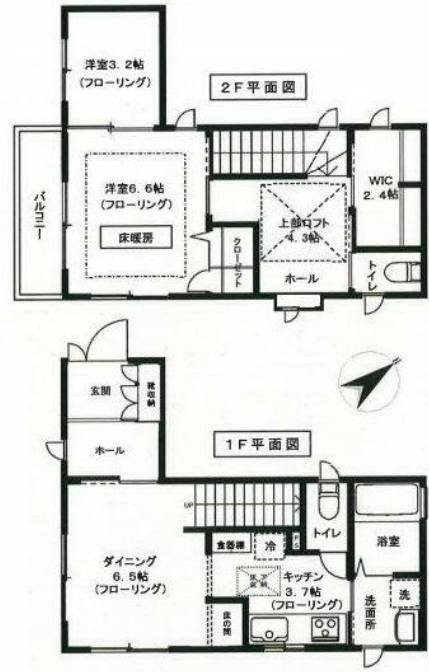 洋室3.2帖
(フローリング)
2F平面図
バルコニー
洋室6.6帖
(フローリング)
床暖房
クローゼット
上部ロフト
4.3帖
ホール
WIC
2.4帖
トイレ
玄関
靴収納
ホール
1F平面図
UP
ダイニング
6.5帖
(フローリング)
食器棚
冷
PS
トイレ
浴室
キッチン
3.7帖
(フローリング)
床の間
洗面所
洗